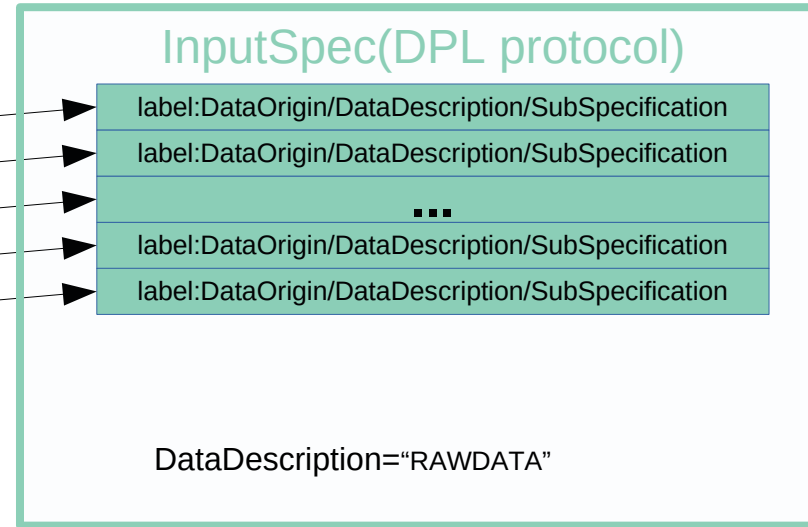 InputSpec(DPL protocol)
label:DataOrigin/DataDescription/SubSpecification
label:DataOrigin/DataDescription/SubSpecification
...
label:DataOrigin/DataDescription/SubSpecification
label:DataOrigin/DataDescription/SubSpecification
DataDescription=“RAWDATA”